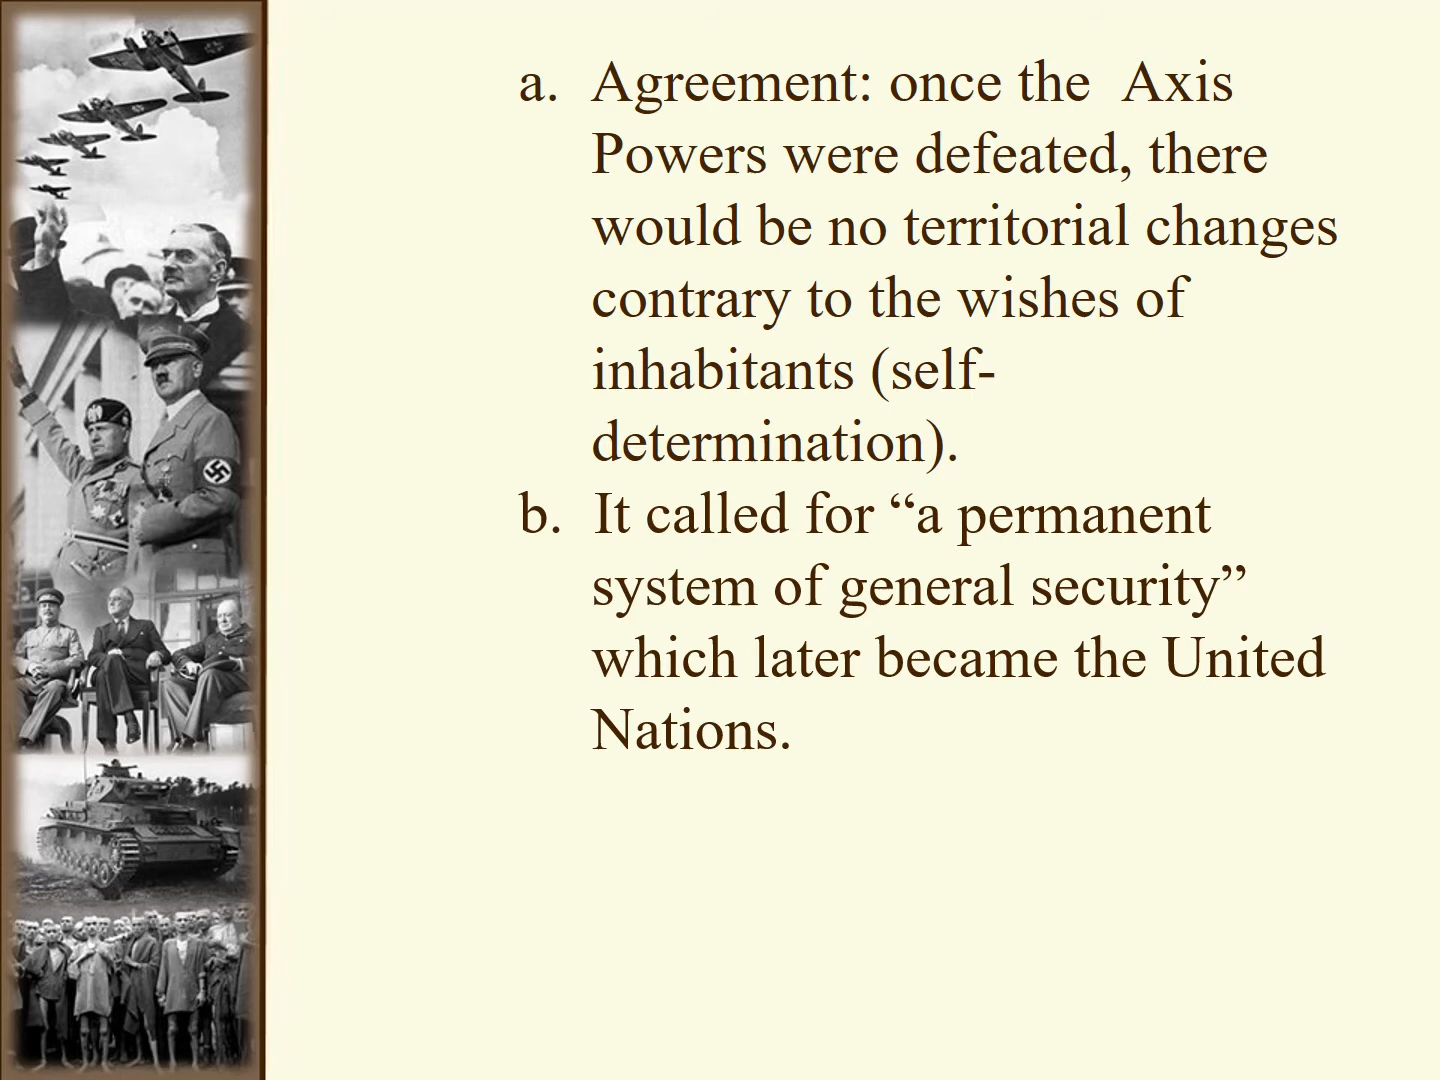 a. Agreement: once the  Axis
Powers were defeated, there
would be no territorial changes
contrary to the wishes of
inhabitants (self-
determination).
b. It called for “a permanent
system of general security”
which later became the United
Nations.